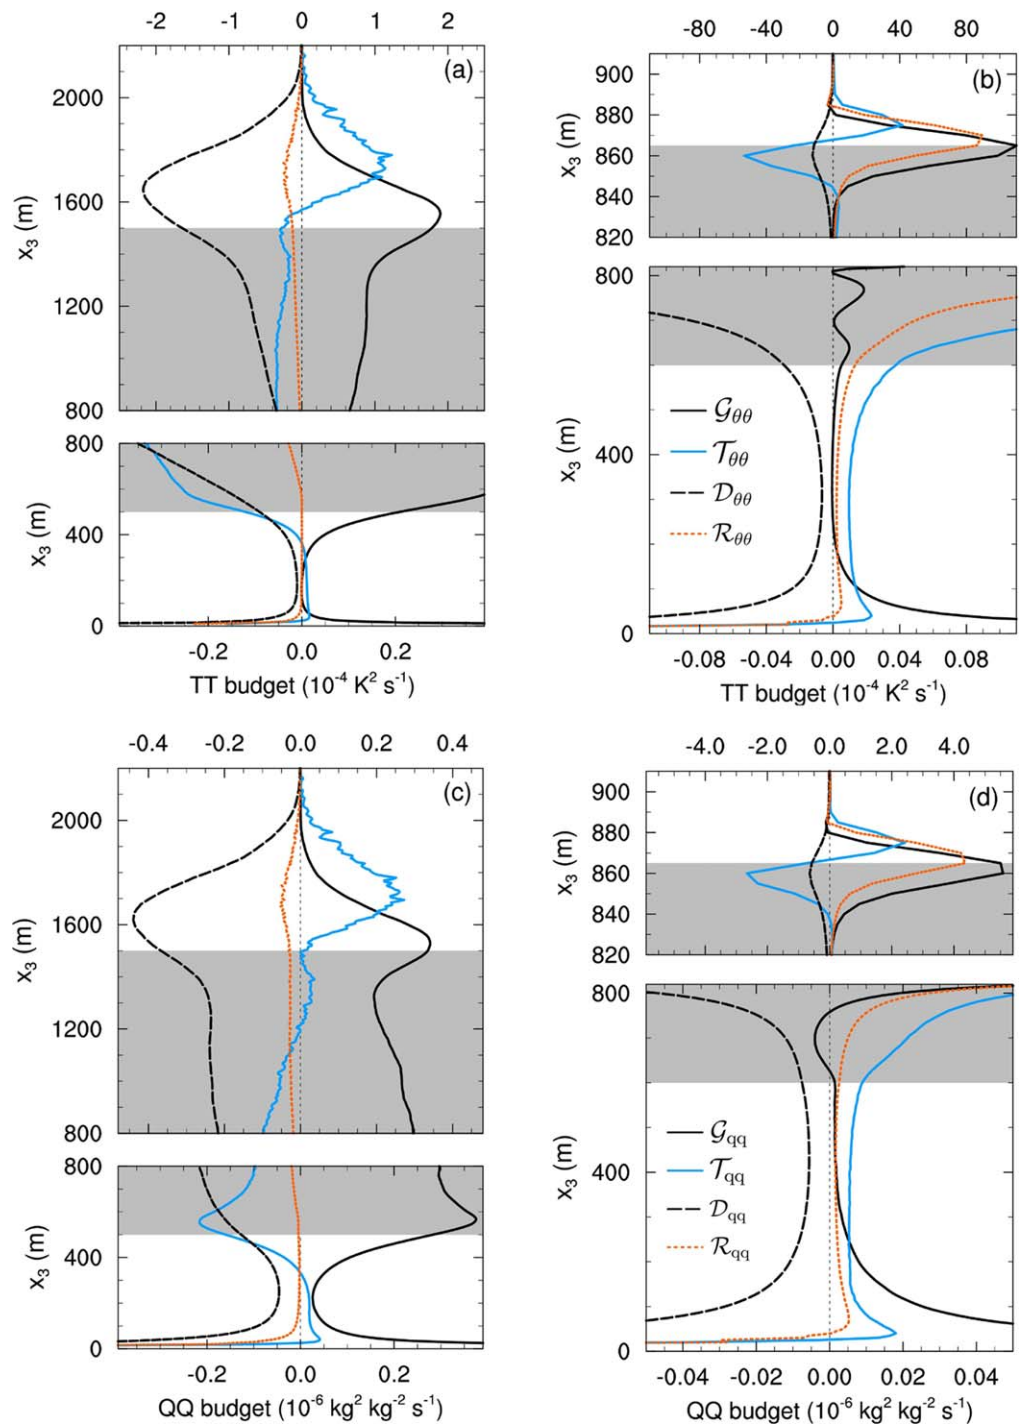 -2 -1 0 1 2
(a)
2000
1600
1200
800
x₃ (m)
800
400
0
x₃ (m)
-0.2 0.0 0.2
TT budget (10⁻⁴ K² s⁻¹)
-80 -40 0 40 80
(b)
900
880
860
840
820
x₃ (m)
800
400
0
x₃ (m)
𝒢θθ
𝒯θθ
𝒟θθ
ℛθθ
-0.08 -0.04 0.00 0.04 0.08
TT budget (10⁻⁴ K² s⁻¹)
-0.4 -0.2 0.0 0.2 0.4
(c)
2000
1600
1200
800
x₃ (m)
800
400
0
x₃ (m)
-0.2 0.0 0.2
QQ budget (10⁻⁶ kg² kg⁻² s⁻¹)
-4.0 -2.0 0.0 2.0 4.0
(d)
900
880
860
840
820
x₃ (m)
800
400
0
x₃ (m)
𝒢qq
𝒯qq
𝒟qq
ℛqq
-0.04 -0.02 0.00 0.02 0.04
QQ budget (10⁻⁶ kg² kg⁻² s⁻¹)